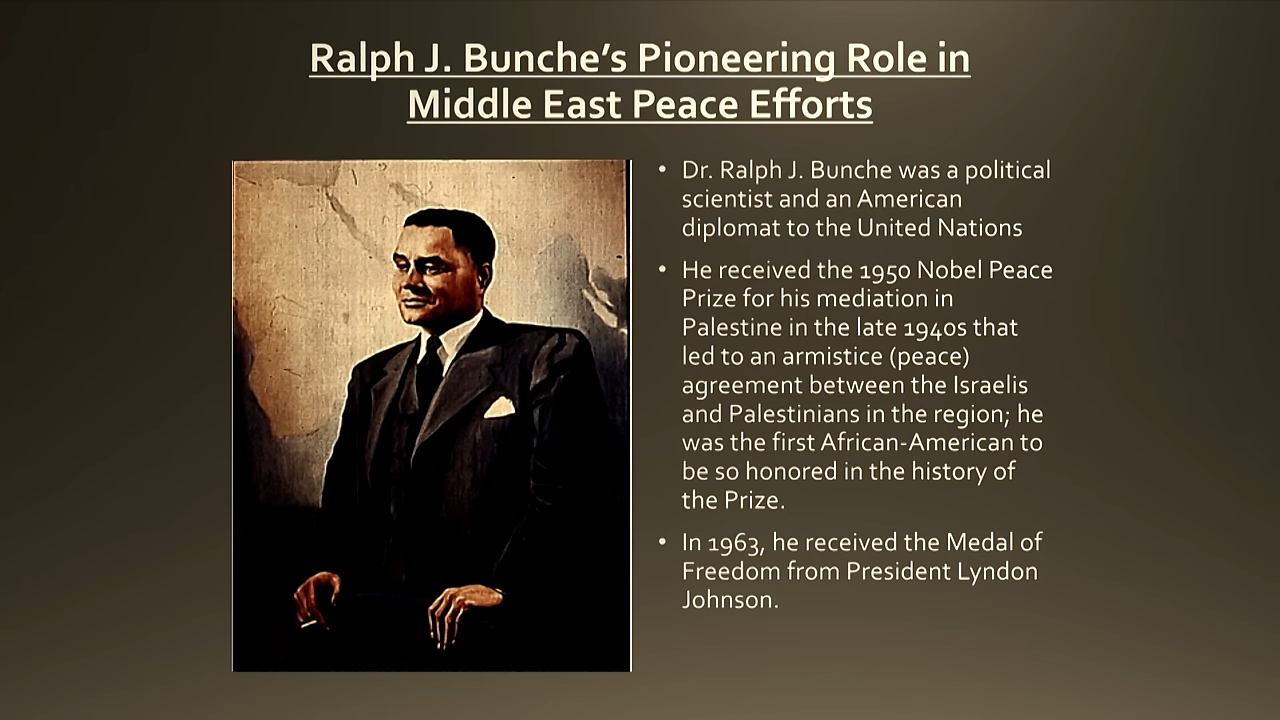 Ralph J. Bunche’s Pioneering Role in
Middle East Peace Efforts
• Dr. Ralph J. Bunche was a political
scientist and an American
diplomat to the United Nations
• He received the 1950 Nobel Peace
Prize for his mediation in
Palestine in the late 1940s that
led to an armistice (peace)
agreement between the Israelis
and Palestinians in the region; he
was the first African-American to
be so honored in the history of
the Prize.
• In 1963, he received the Medal of
Freedom from President Lyndon
Johnson.